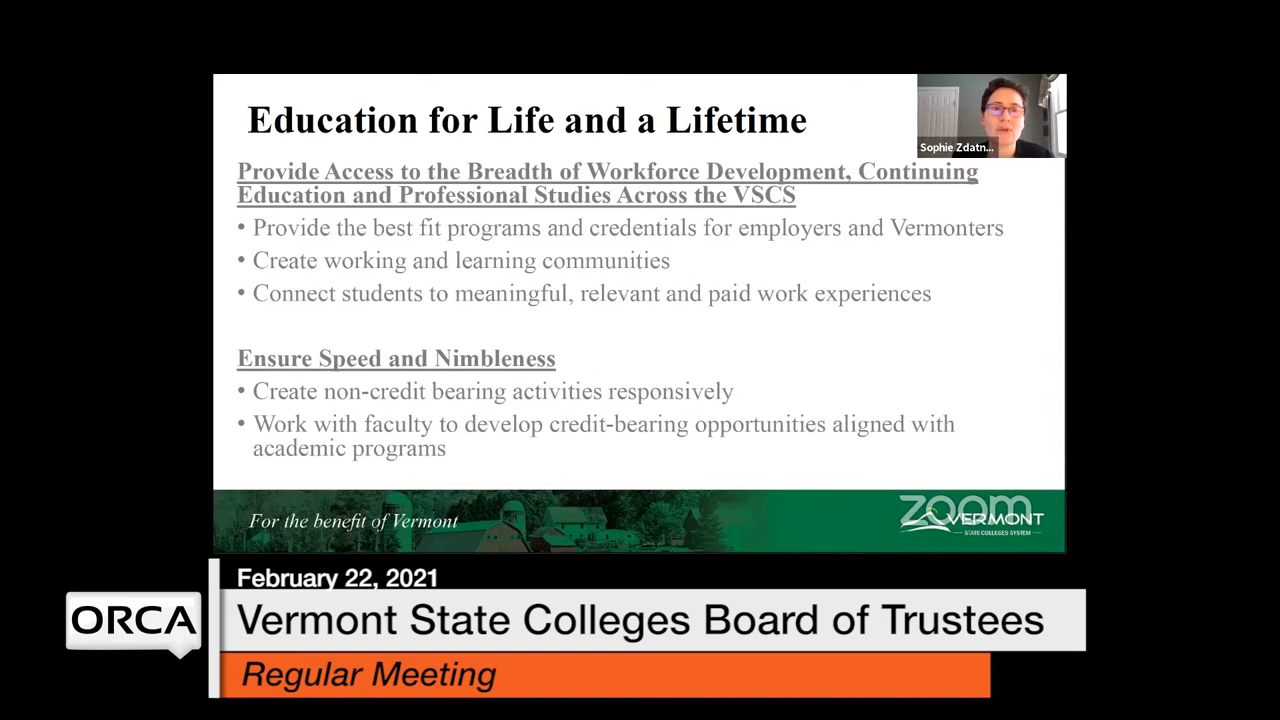 Education for Life and a Lifetime
Sophie Zdatn...
Provide Access to the Breadth of Workforce Development, Continuing
Education and Professional Studies Across the VSCS
• Provide the best fit programs and credentials for employers and Vermonters
• Create working and learning communities
• Connect students to meaningful, relevant and paid work experiences
Ensure Speed and Nimbleness
• Create non-credit bearing activities responsively
• Work with faculty to develop credit-bearing opportunities aligned with
academic programs
For the benefit of Vermont
zoom
VERMONT
STATE COLLEGES SYSTEM
February 22, 2021
ORCA
Vermont State Colleges Board of Trustees
Regular Meeting